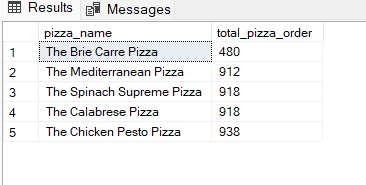 Results Messages
pizza_name total_pizza_order
1 The Brie Carre Pizza 480
2 The Mediterranean Pizza 912
3 The Spinach Supreme Pizza 918
4 The Calabrese Pizza 918
5 The Chicken Pesto Pizza 938